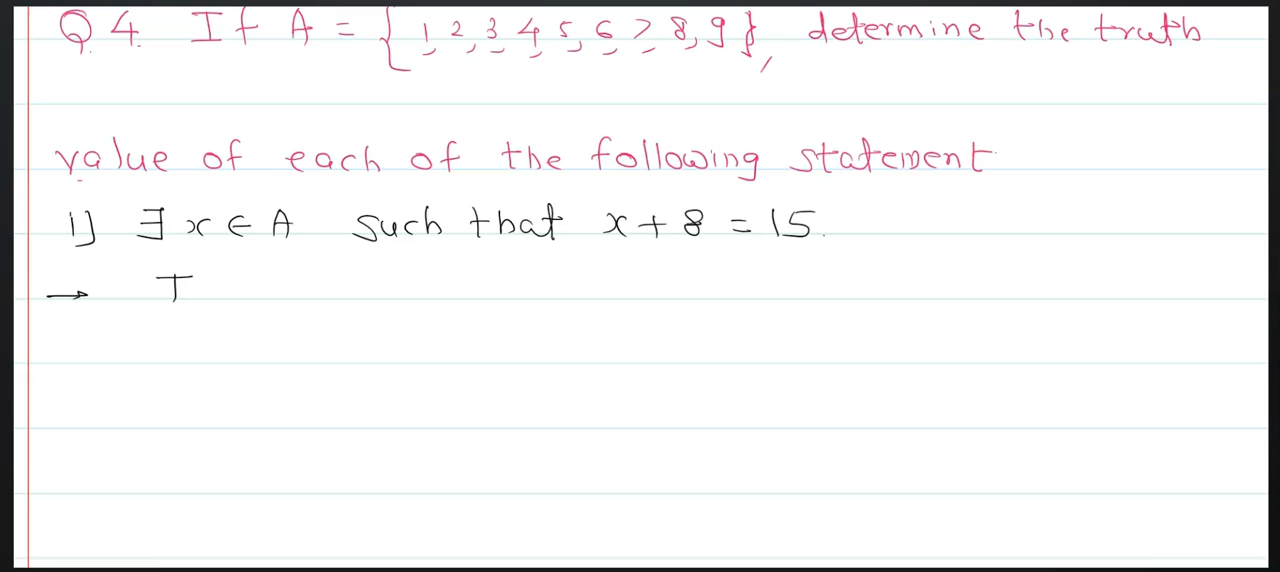 Q 4. If A = { 1, 2, 3, 4, 5, 6, 7, 8, 9 }, determine the truth
value of each of the following statement
1) ∃ x ∈ A such that x + 8 = 15.
→ T